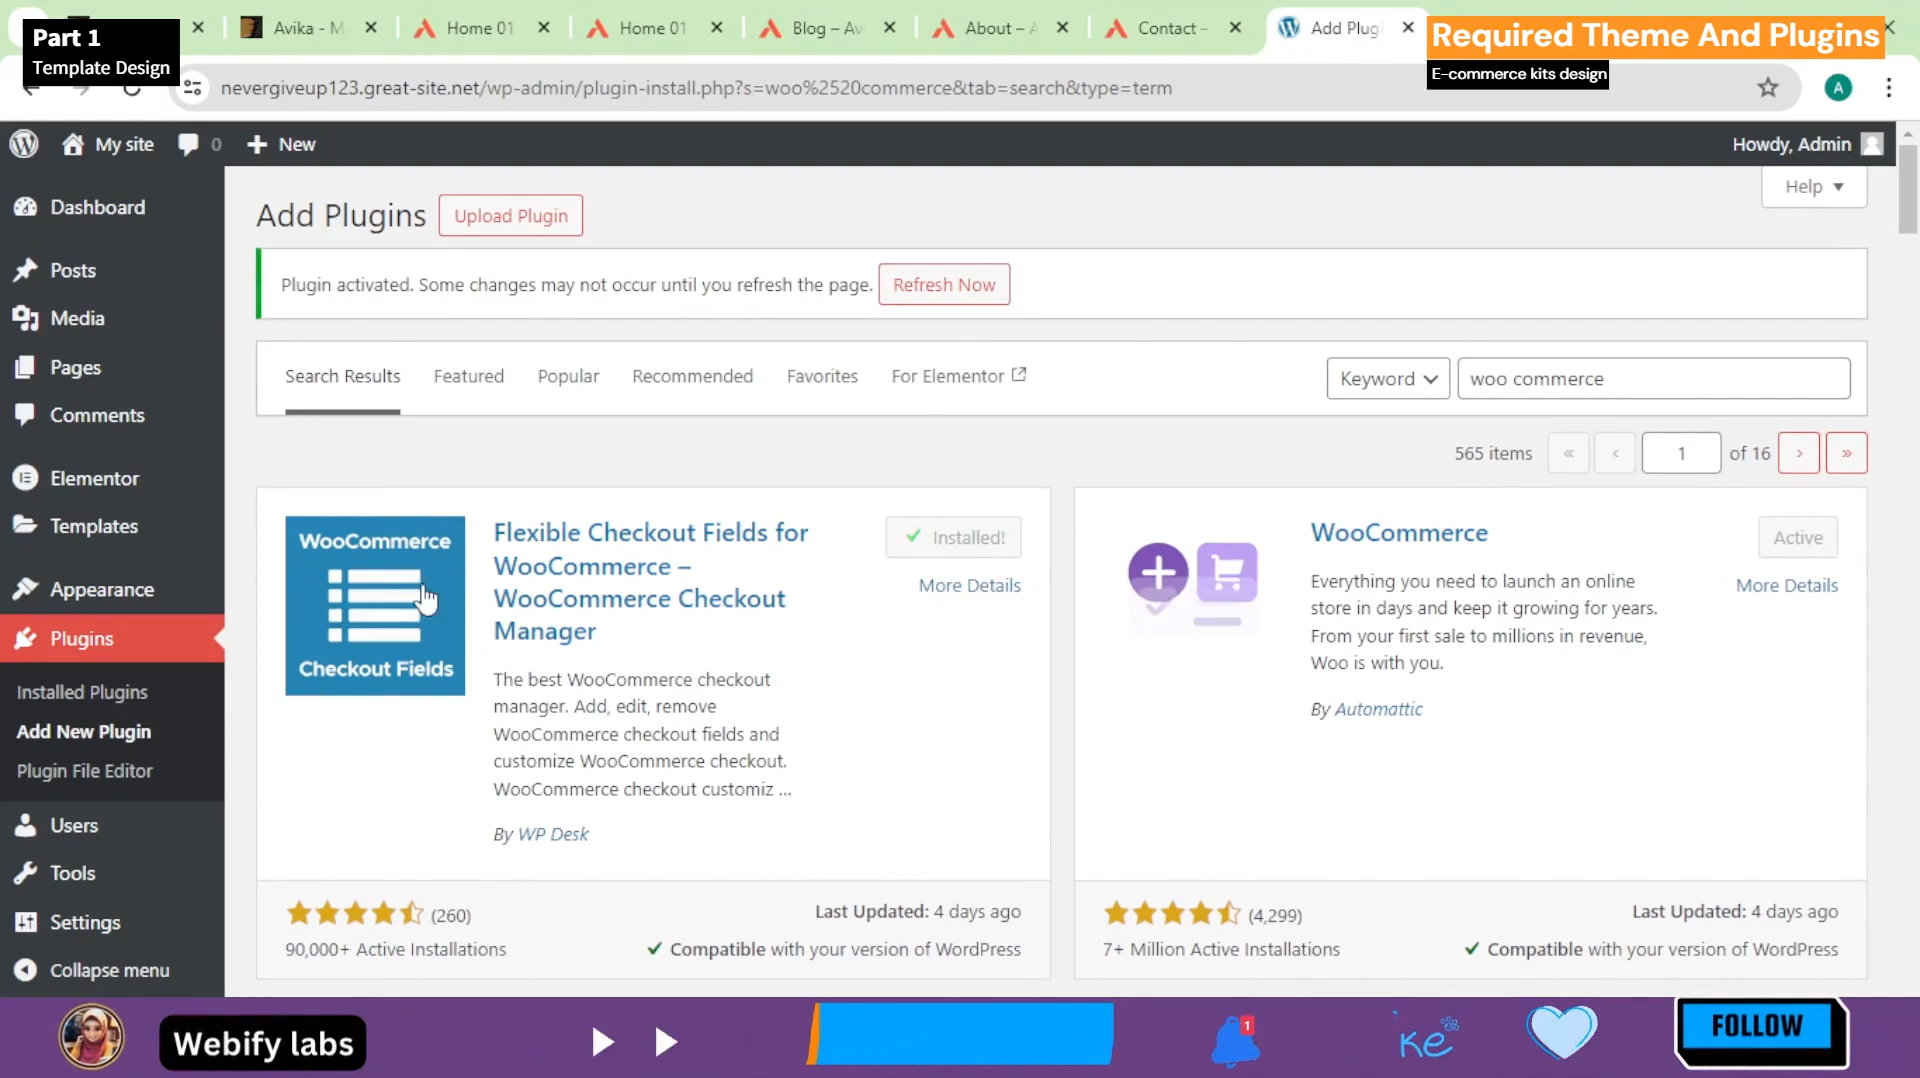 Part 1
Template Design
Avika - M
Home 01
Home 01
Blog – Av
About – A
Contact –
Add Plugi
Required Theme And Plugins
E-commerce kits design
nevergiveup123.great-site.net/wp-admin/plugin-install.php?s=woo%2520commerce&tab=search&type=term
A
My site
0
New
Howdy, Admin
Dashboard
Posts
Media
Pages
Comments
Elementor
Templates
Appearance
Plugins
Installed Plugins
Add New Plugin
Plugin File Editor
Users
Tools
Settings
Collapse menu
Help
Add Plugins
Upload Plugin
Plugin activated. Some changes may not occur until you refresh the page.
Refresh Now
Search Results
Featured
Popular
Recommended
Favorites
For Elementor
Keyword
woo commerce
565 items
«
‹
1
of 16
›
»
WooCommerce
Checkout Fields
Flexible Checkout Fields for
WooCommerce –
WooCommerce Checkout
Manager
Installed!
More Details
The best WooCommerce checkout
manager. Add, edit, remove
WooCommerce checkout fields and
customize WooCommerce checkout.
WooCommerce checkout customiz ...
By WP Desk
(260)
90,000+ Active Installations
Last Updated: 4 days ago
Compatible with your version of WordPress
WooCommerce
Active
More Details
Everything you need to launch an online
store in days and keep it growing for years.
From your first sale to millions in revenue,
Woo is with you.
By Automattic
(4,299)
7+ Million Active Installations
Last Updated: 4 days ago
Compatible with your version of WordPress
Webify labs
1
ke
FOLLOW